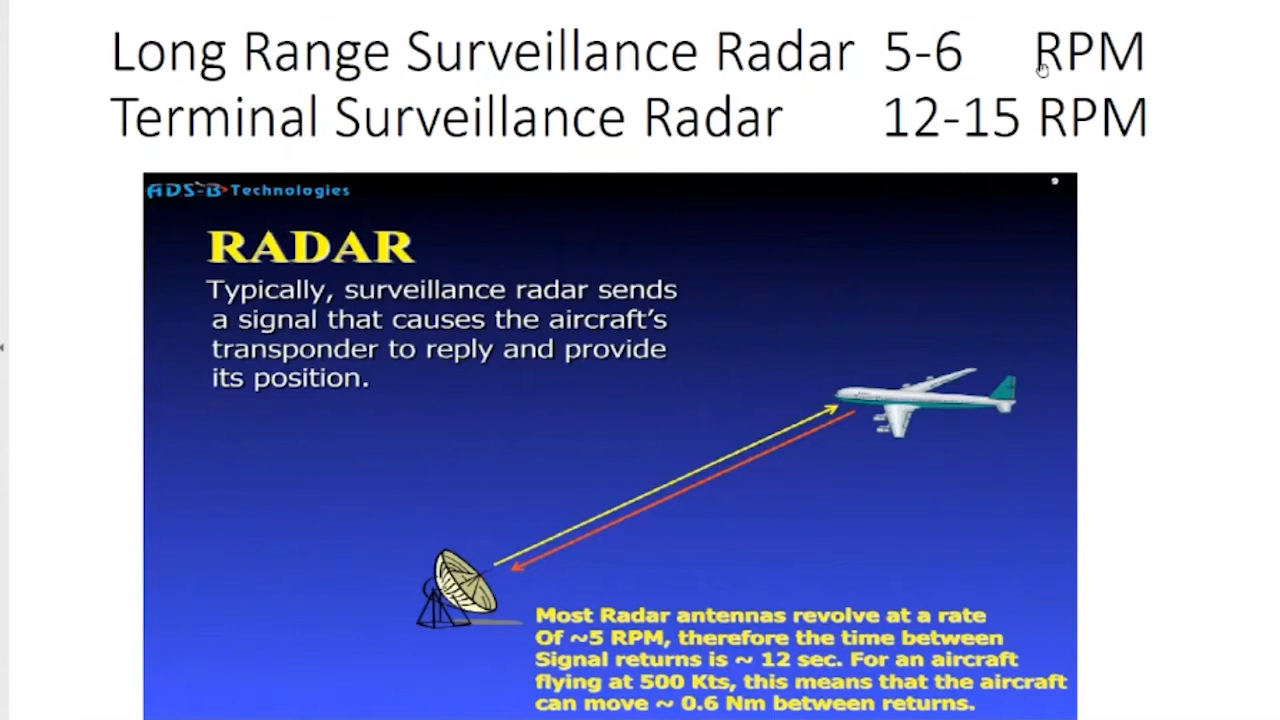 Long Range Surveillance Radar 5-6 RPM
Terminal Surveillance Radar 12-15 RPM
ADS-B Technologies
9
RADAR
Typically, surveillance radar sends
a signal that causes the aircraft's
transponder to reply and provide
its position.
Most Radar antennas revolve at a rate
Of ~5 RPM, therefore the time between
Signal returns is ~ 12 sec. For an aircraft
flying at 500 Kts, this means that the aircraft
can move ~ 0.6 Nm between returns.